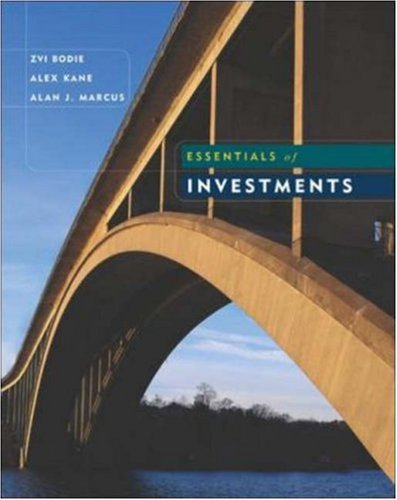 ZVI BODIE
ALEX KANE
ALAN J. MARCUS
ESSENTIALS of
INVESTMENTS